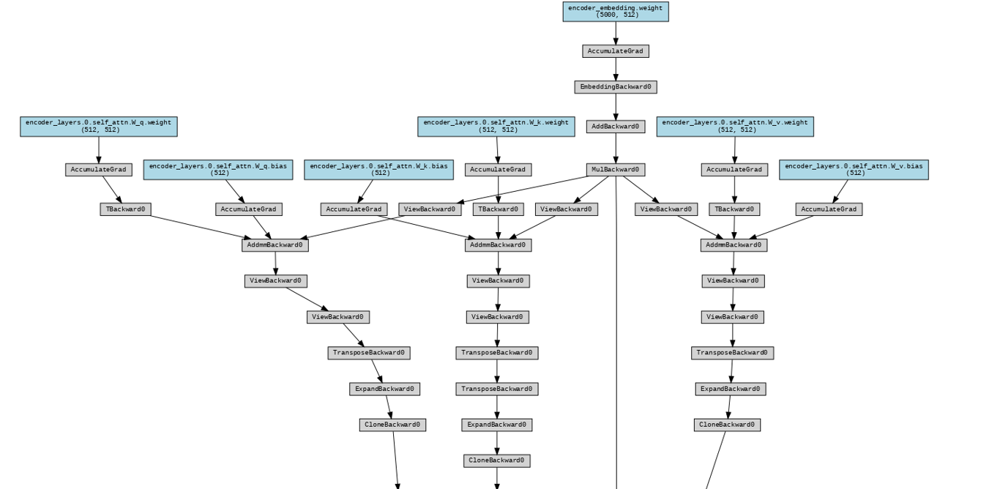 encoder_embedding.weight
(5000, 512)
AccumulateGrad
EmbeddingBackward0
encoder_layers.0.self_attn.W_q.weight
(512, 512)
encoder_layers.0.self_attn.W_k.weight
(512, 512)
AddBackward0
encoder_layers.0.self_attn.W_v.weight
(512, 512)
AccumulateGrad
encoder_layers.0.self_attn.W_q.bias
(512)
encoder_layers.0.self_attn.W_k.bias
(512)
AccumulateGrad
MulBackward0
AccumulateGrad
encoder_layers.0.self_attn.W_v.bias
(512)
TBackward0
AccumulateGrad
AccumulateGrad
ViewBackward0
TBackward0
ViewBackward0
ViewBackward0
TBackward0
AccumulateGrad
AddmmBackward0
AddmmBackward0
AddmmBackward0
ViewBackward0
ViewBackward0
ViewBackward0
ViewBackward0
ViewBackward0
ViewBackward0
TransposeBackward0
TransposeBackward0
TransposeBackward0
ExpandBackward0
TransposeBackward0
ExpandBackward0
CloneBackward0
ExpandBackward0
CloneBackward0
CloneBackward0